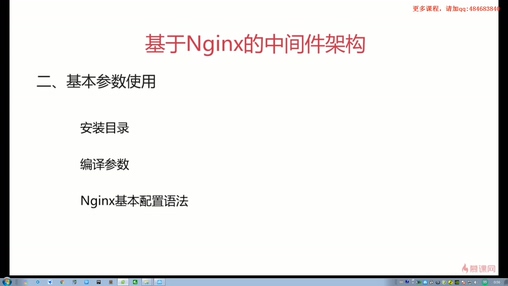 更多课程，请加qq:484683840
基于Nginx的中间件架构
二、基本参数使用
安装目录
编译参数
Nginx基本配置语法
慕课网